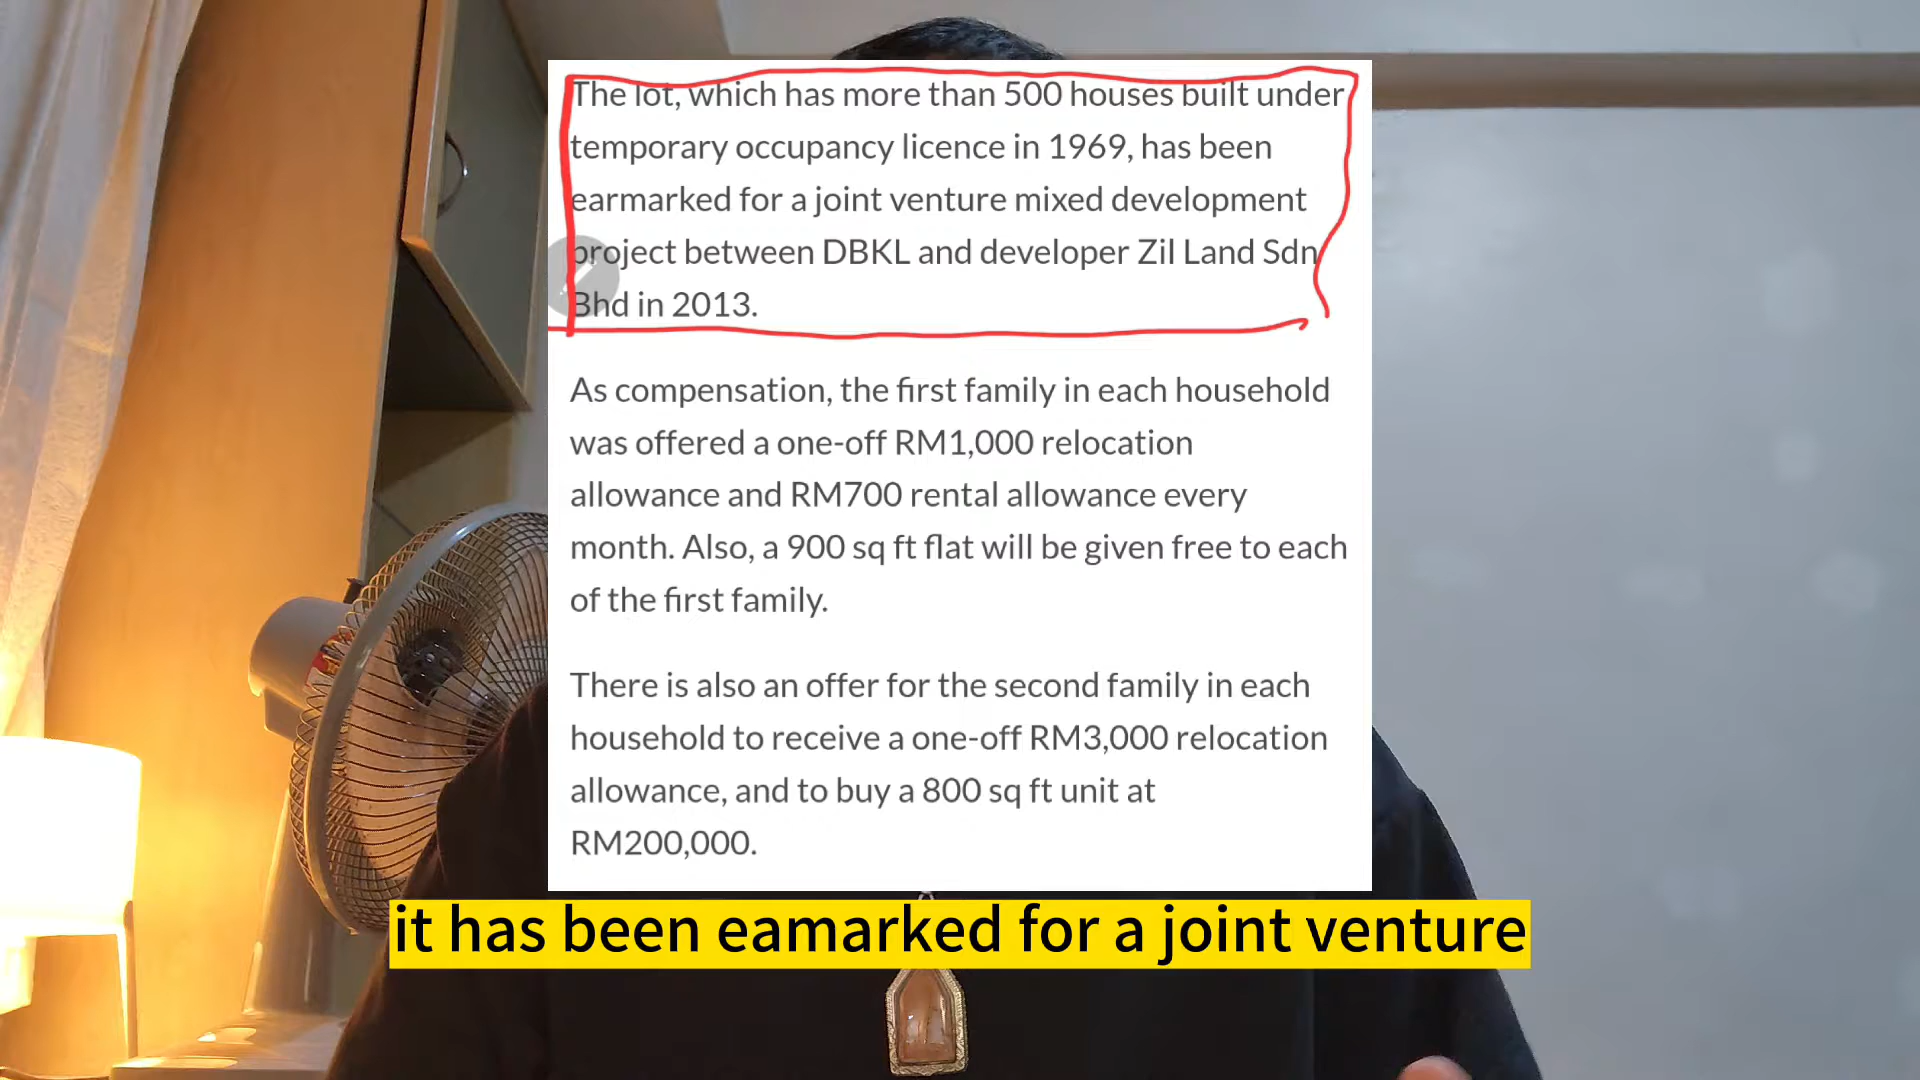 The lot, which has more than 500 houses built under
temporary occupancy licence in 1969, has been
earmarked for a joint venture mixed development
project between DBKL and developer Zil Land Sdn
Bhd in 2013.
As compensation, the first family in each household
was offered a one-off RM1,000 relocation
allowance and RM700 rental allowance every
month. Also, a 900 sq ft flat will be given free to each
of the first family.
There is also an offer for the second family in each
household to receive a one-off RM3,000 relocation
allowance, and to buy a 800 sq ft unit at
RM200,000.
it has been eamarked for a joint venture